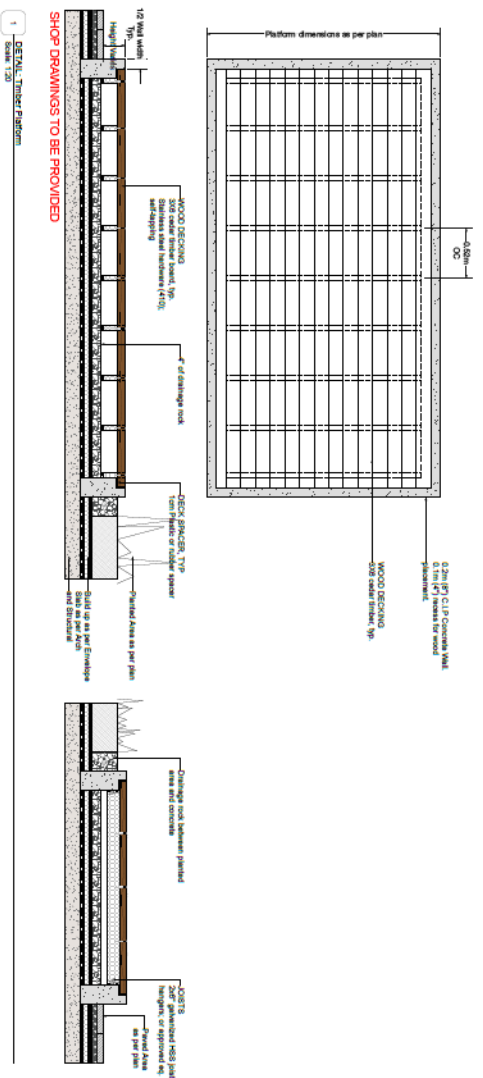 Platform dimensions as per plan
0.52m
OC
0.2m (8") C.I.P Concrete Wall.
0.1m (4") recess for wood
placement.
WOOD DECKING
3X6 cedar timber, typ.
1/2 Wall width
Typ.
Height Varies
WOOD DECKING
3X6 cedar timber board, typ.
Stainless steel hardware (410);
self-tapping
4" of drainage rock
DECK SPACER, TYP
1cm Plastic or rubber spacer
Planted Area as per plan
Build up as per Envelope
Slab as per Arch
and Structural
Drainage rock between planted
area and concrete
JOISTS
2x6" galvanized HSS joist
hangers, or approved eq.
Paved Area
as per plan
SHOP DRAWINGS TO BE PROVIDED
1
DETAIL: Timber Platform
Scale: 1:20